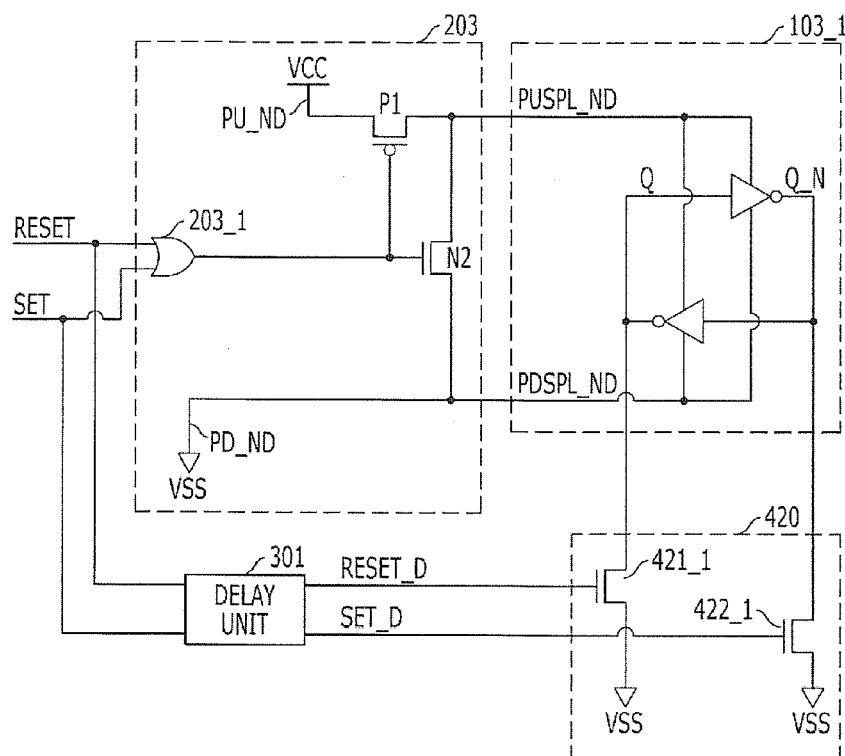 203
103_1
VCC
P1
PU_ND
PUSPL_ND
Q
Q_N
RESET
203_1
N2
SET
PDSPL_ND
PD_ND
VSS
420
301
RESET_D
421_1
DELAY
UNIT
SET_D
422_1
VSS
VSS